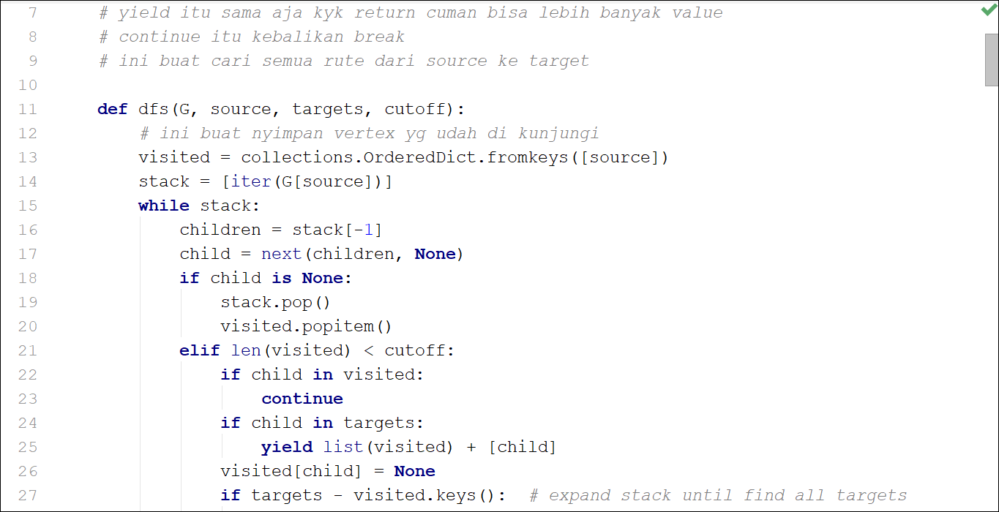 7 # yield itu sama aja kyk return cuman bisa lebih banyak value
8 # continue itu kebalikan break
9 # ini buat cari semua rute dari source ke target
10
11 def dfs(G, source, targets, cutoff):
12 # ini buat nyimpan vertex yg udah di kunjungi
13 visited = collections.OrderedDict.fromkeys([source])
14 stack = [iter(G[source])]
15 while stack:
16 children = stack[-1]
17 child = next(children, None)
18 if child is None:
19 stack.pop()
20 visited.popitem()
21 elif len(visited) < cutoff:
22 if child in visited:
23 continue
24 if child in targets:
25 yield list(visited) + [child]
26 visited[child] = None
27 if targets - visited.keys():  # expand stack until find all targets